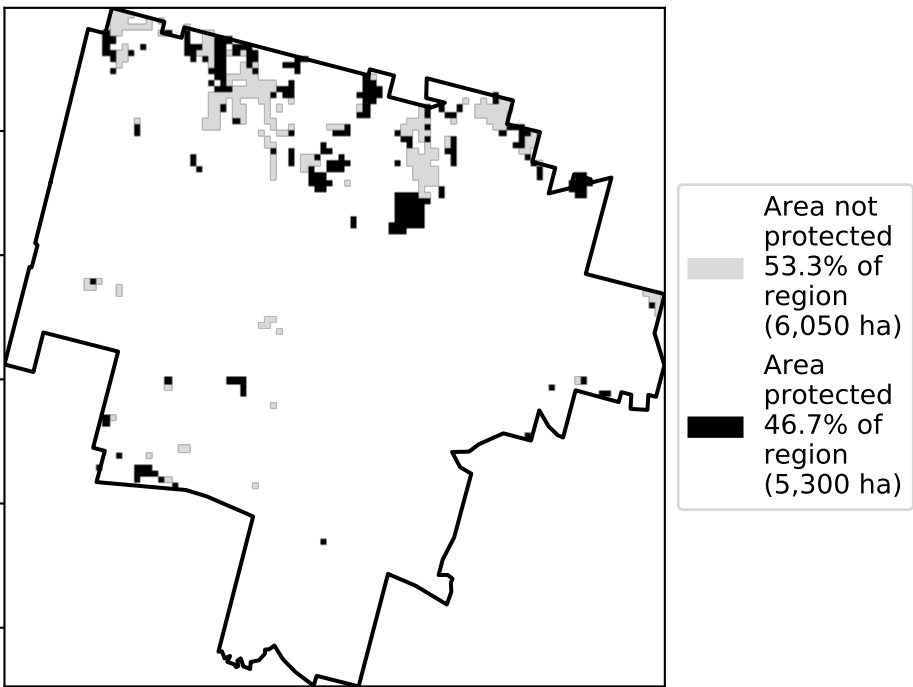 Area not
protected
53.3% of
region
(6,050 ha)
Area
protected
46.7% of
region
(5,300 ha)